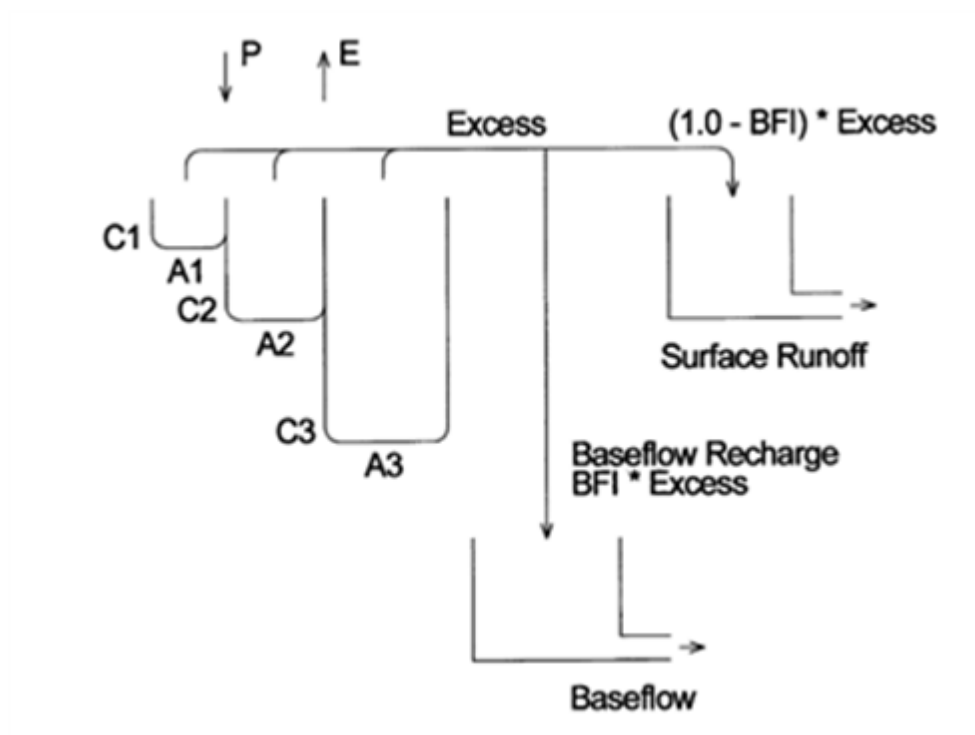 P
E
Excess
(1.0 - BFI) * Excess
C1
A1
C2
A2
Surface Runoff
C3
A3
Baseflow Recharge
BFI * Excess
Baseflow